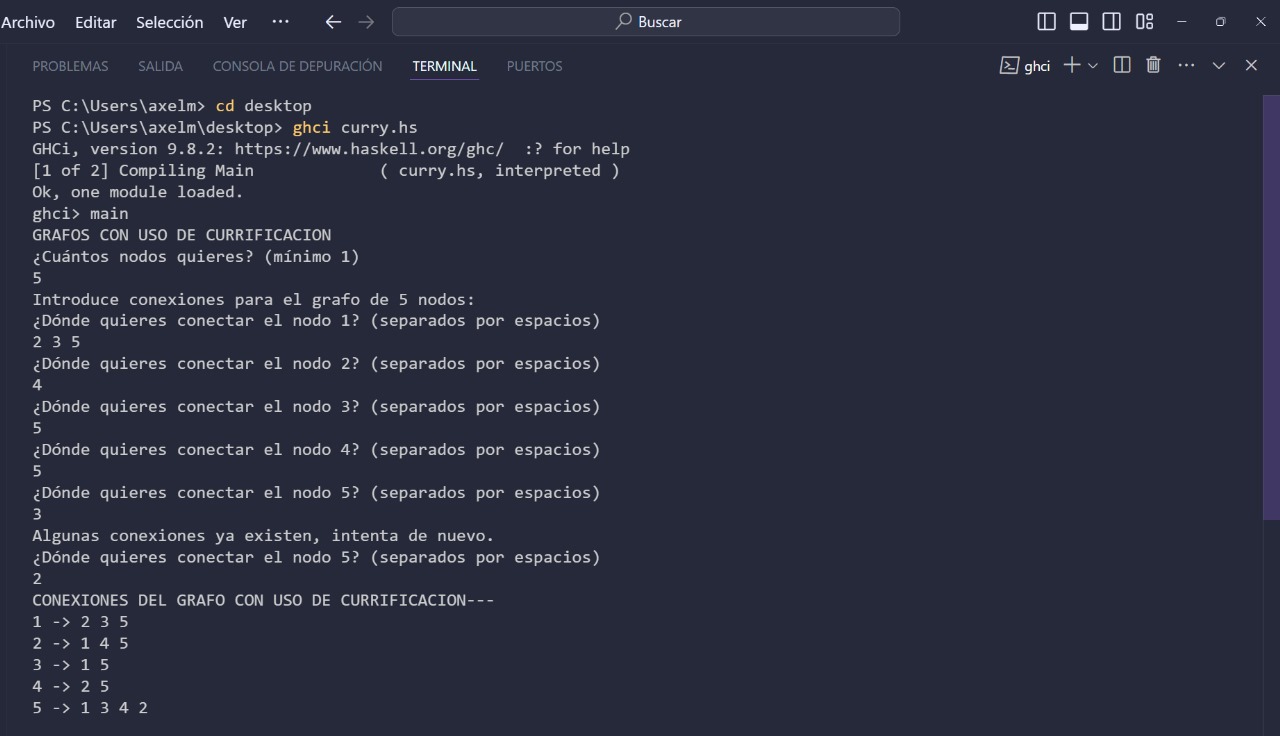 Archivo Editar Selección Ver ··· Buscar
PROBLEMAS SALIDA CONSOLA DE DEPURACIÓN TERMINAL PUERTOS ghci
PS C:\Users\axelm> cd desktop
PS C:\Users\axelm\desktop> ghci curry.hs
GHCi, version 9.8.2: https://www.haskell.org/ghc/  :? for help
[1 of 2] Compiling Main             ( curry.hs, interpreted )
Ok, one module loaded.
ghci> main
GRAFOS CON USO DE CURRIFICACION
¿Cuántos nodos quieres? (mínimo 1)
5
Introduce conexiones para el grafo de 5 nodos:
¿Dónde quieres conectar el nodo 1? (separados por espacios)
2 3 5
¿Dónde quieres conectar el nodo 2? (separados por espacios)
4
¿Dónde quieres conectar el nodo 3? (separados por espacios)
5
¿Dónde quieres conectar el nodo 4? (separados por espacios)
5
¿Dónde quieres conectar el nodo 5? (separados por espacios)
3
Algunas conexiones ya existen, intenta de nuevo.
¿Dónde quieres conectar el nodo 5? (separados por espacios)
2
CONEXIONES DEL GRAFO CON USO DE CURRIFICACION---
1 -> 2 3 5
2 -> 1 4 5
3 -> 1 5
4 -> 2 5
5 -> 1 3 4 2